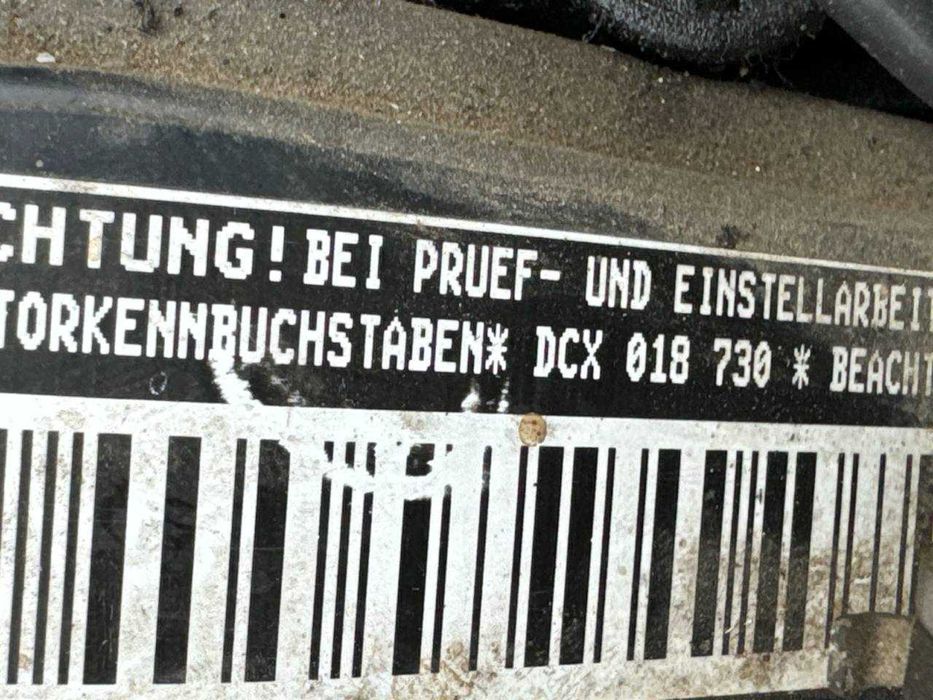 CHTUNG! BEI PRUEF- UND EINSTELLARBEIT
TORKENNBUCHSTABEN* DCX 018 730 * BEACHT